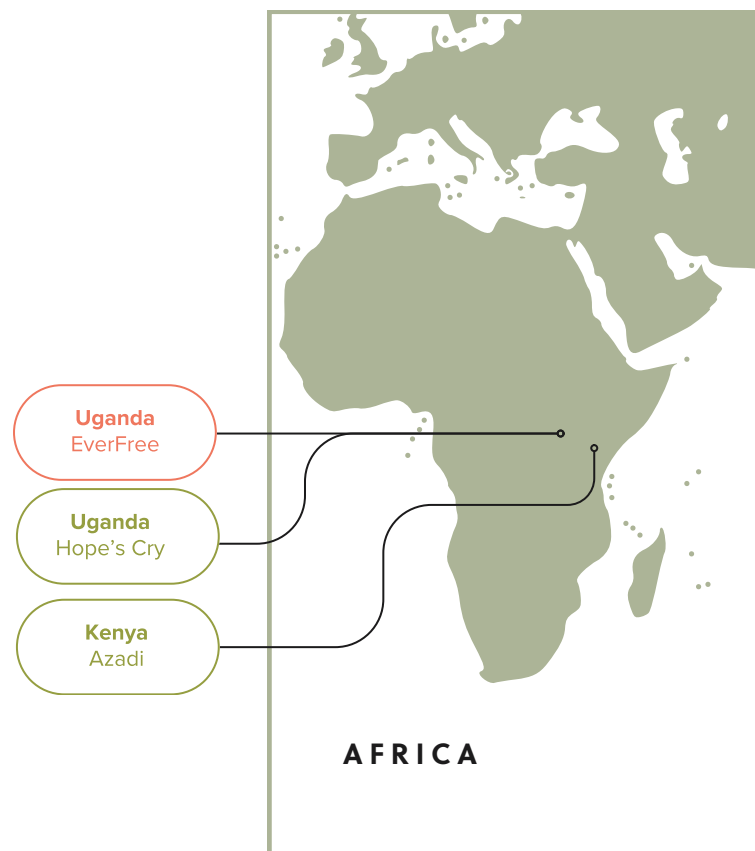 Uganda
EverFree
Uganda
Hope's Cry
Kenya
Azadi
AFRICA